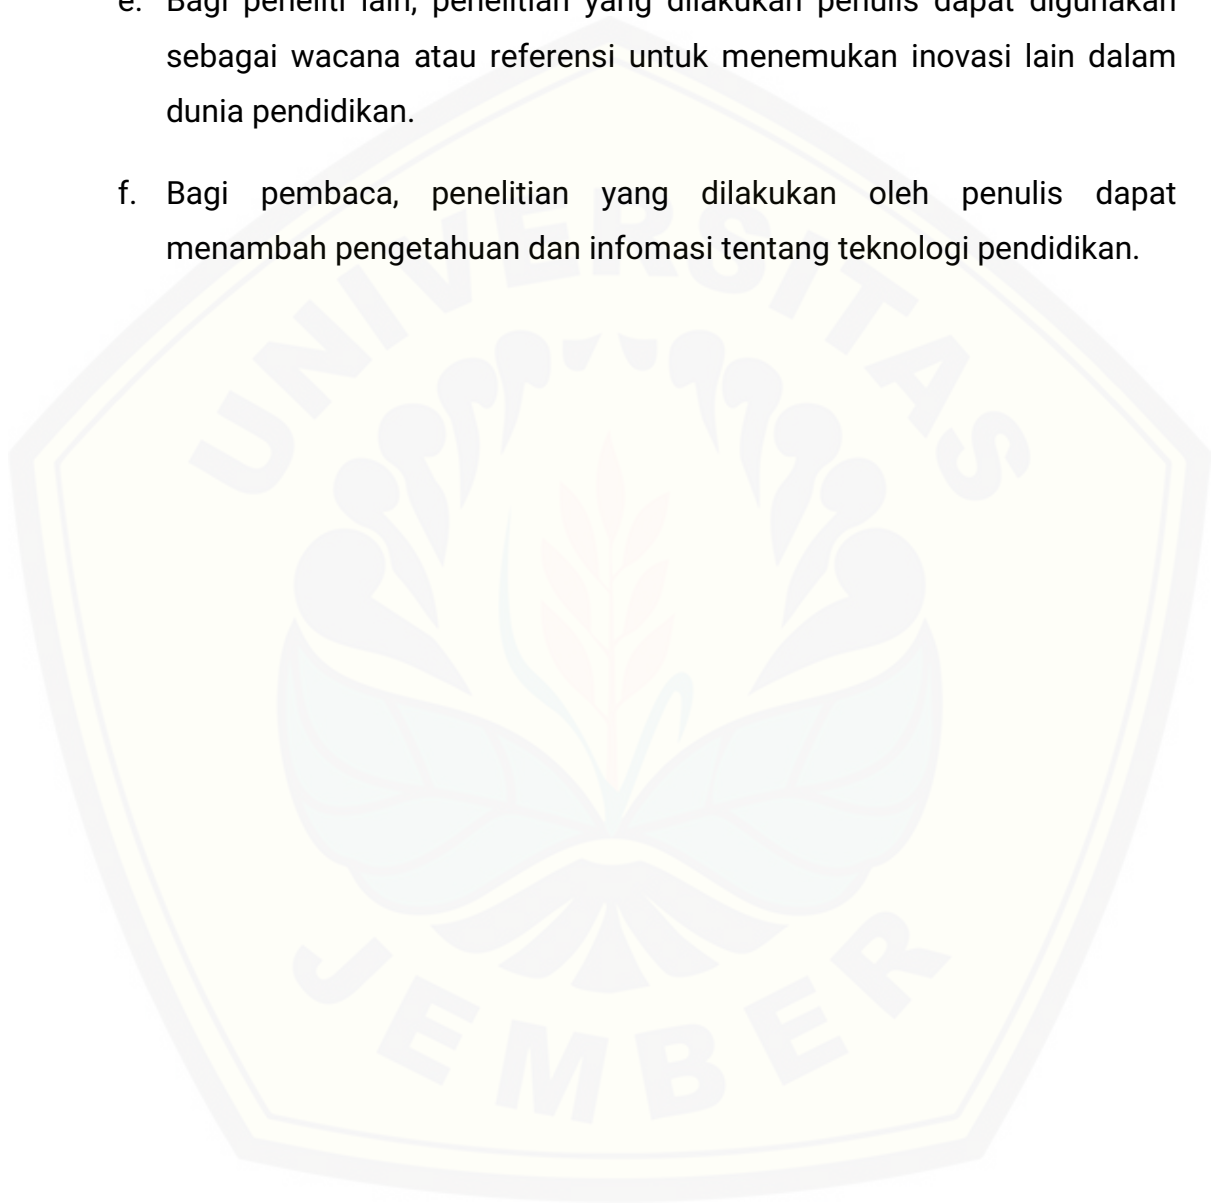 e. Bagi peneliti lain, penelitian yang dilakukan penulis dapat digunakan
sebagai wacana atau referensi untuk menemukan inovasi lain dalam
dunia pendidikan.
f. Bagi pembaca, penelitian yang dilakukan oleh penulis dapat
menambah pengetahuan dan infomasi tentang teknologi pendidikan.
UNIVERSITAS
JEMBER